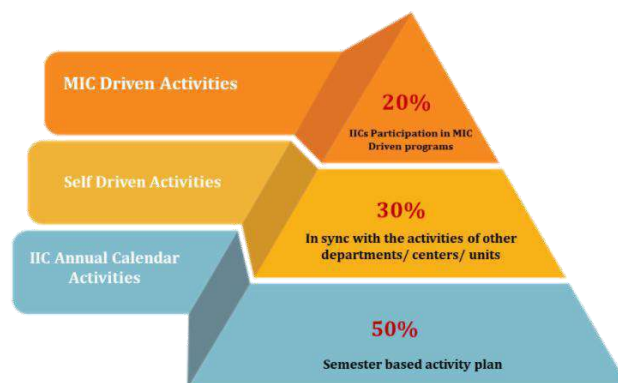 MIC Driven Activities
20%
IICs Participation in MIC
Driven programs
Self Driven Activities
30%
In sync with the activities of other
departments/ centers/ units
IIC Annual Calendar
Activities
50%
Semester based activity plan